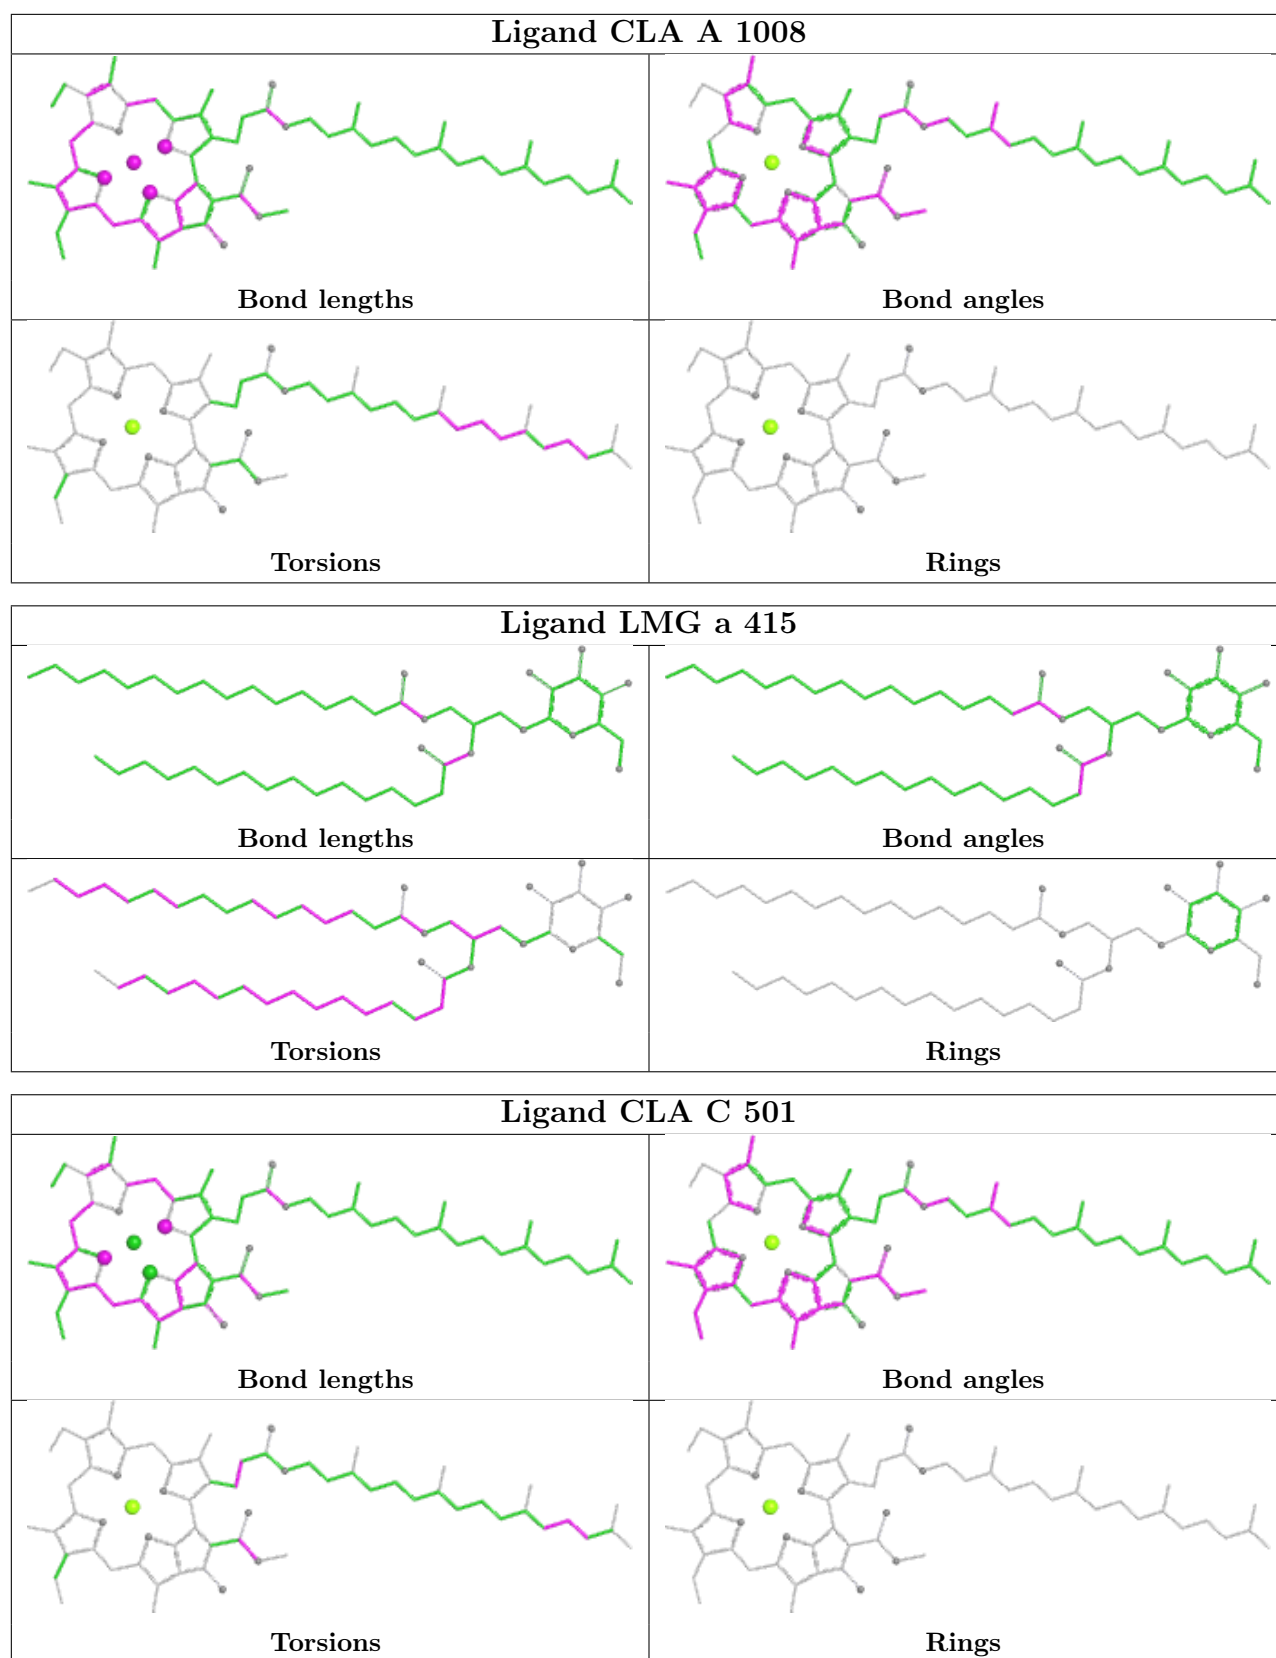 Ligand CLA A 1008
Bond lengths
Bond angles
Torsions
Rings
Ligand LMG a 415
Bond lengths
Bond angles
Torsions
Rings
Ligand CLA C 501
Bond lengths
Bond angles
Torsions
Rings